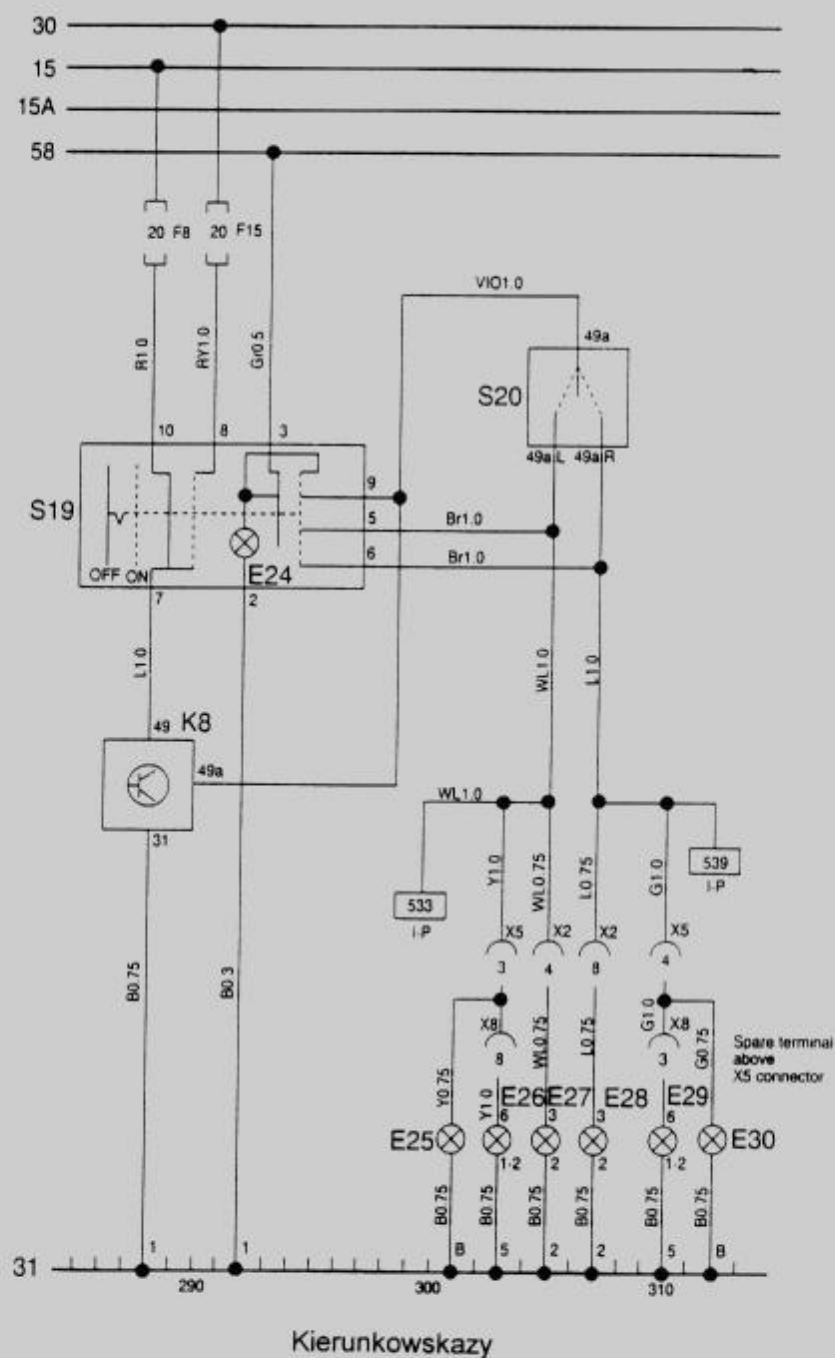 30
15
15A
58
20 F8 20 F15
VIO1.0
R1.0 RY1.0 Gr0.5
49a
S20
49a L 49a R
10 8 3
S19
9
5 Br1.0
6 Br1.0
OFF ON E24
7 2
L1.0
WL1.0 L1.0
49 K8
49a
31
WL1.0
Y1.0 WL0.75 L0.75 G1.0
533
I-P
539
I-P
X5 X2 X2 X5
3 4 8 4
B0.75 B0.3
X8 X8
8 3
Y0.75 Y1.0 WL0.75 L0.75 G1.0 G0.75
Spare terminal
above
X5 connector
E26 E27 E28 E29
6 3 3 6
E25 E30
1-2 2 2 1-2
B0.75 B0.75 B0.75 B0.75 B0.75 B0.75
1 1 B 5 2 2 5 B
31
290 300 310
Kierunkowskazy